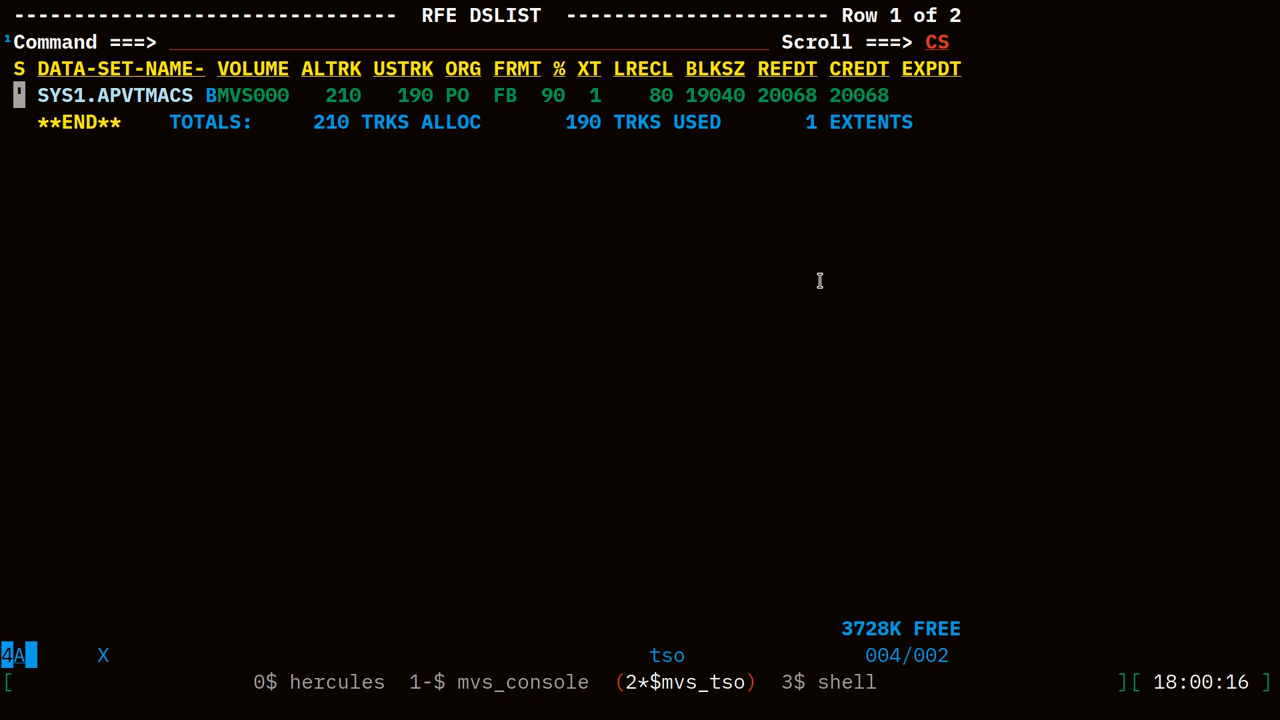 -------------------------------- RFE DSLIST ---------------------- Row 1 of 2
¹Command ===> __________________________________________________ Scroll ===> CS
S DATA-SET-NAME- VOLUME ALTRK USTRK ORG FRMT % XT LRECL BLKSZ REFDT CREDT EXPDT
' SYS1.APVTMACS BMVS000 210 190 PO FB 90 1 80 19040 20068 20068
**END** TOTALS: 210 TRKS ALLOC 190 TRKS USED 1 EXTENTS
3728K FREE
4A X tso 004/002
[ 0$ hercules 1-$ mvs_console (2*$mvs_tso) 3$ shell ][ 18:00:16 ]